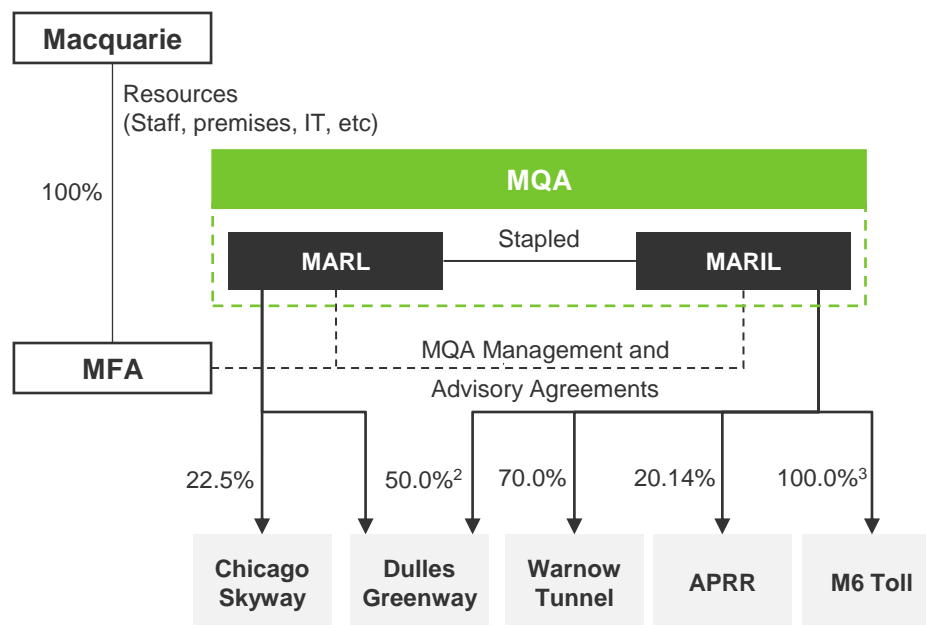 Macquarie
Resources
(Staff, premises, IT, etc)
100%
MQA
Stapled
MARL
MARIL
MFA
MQA Management and
Advisory Agreements
22.5%
50.0%²
70.0%
20.14%
100.0%³
Chicago
Skyway
Dulles
Greenway
Warnow
Tunnel
APRR
M6 Toll